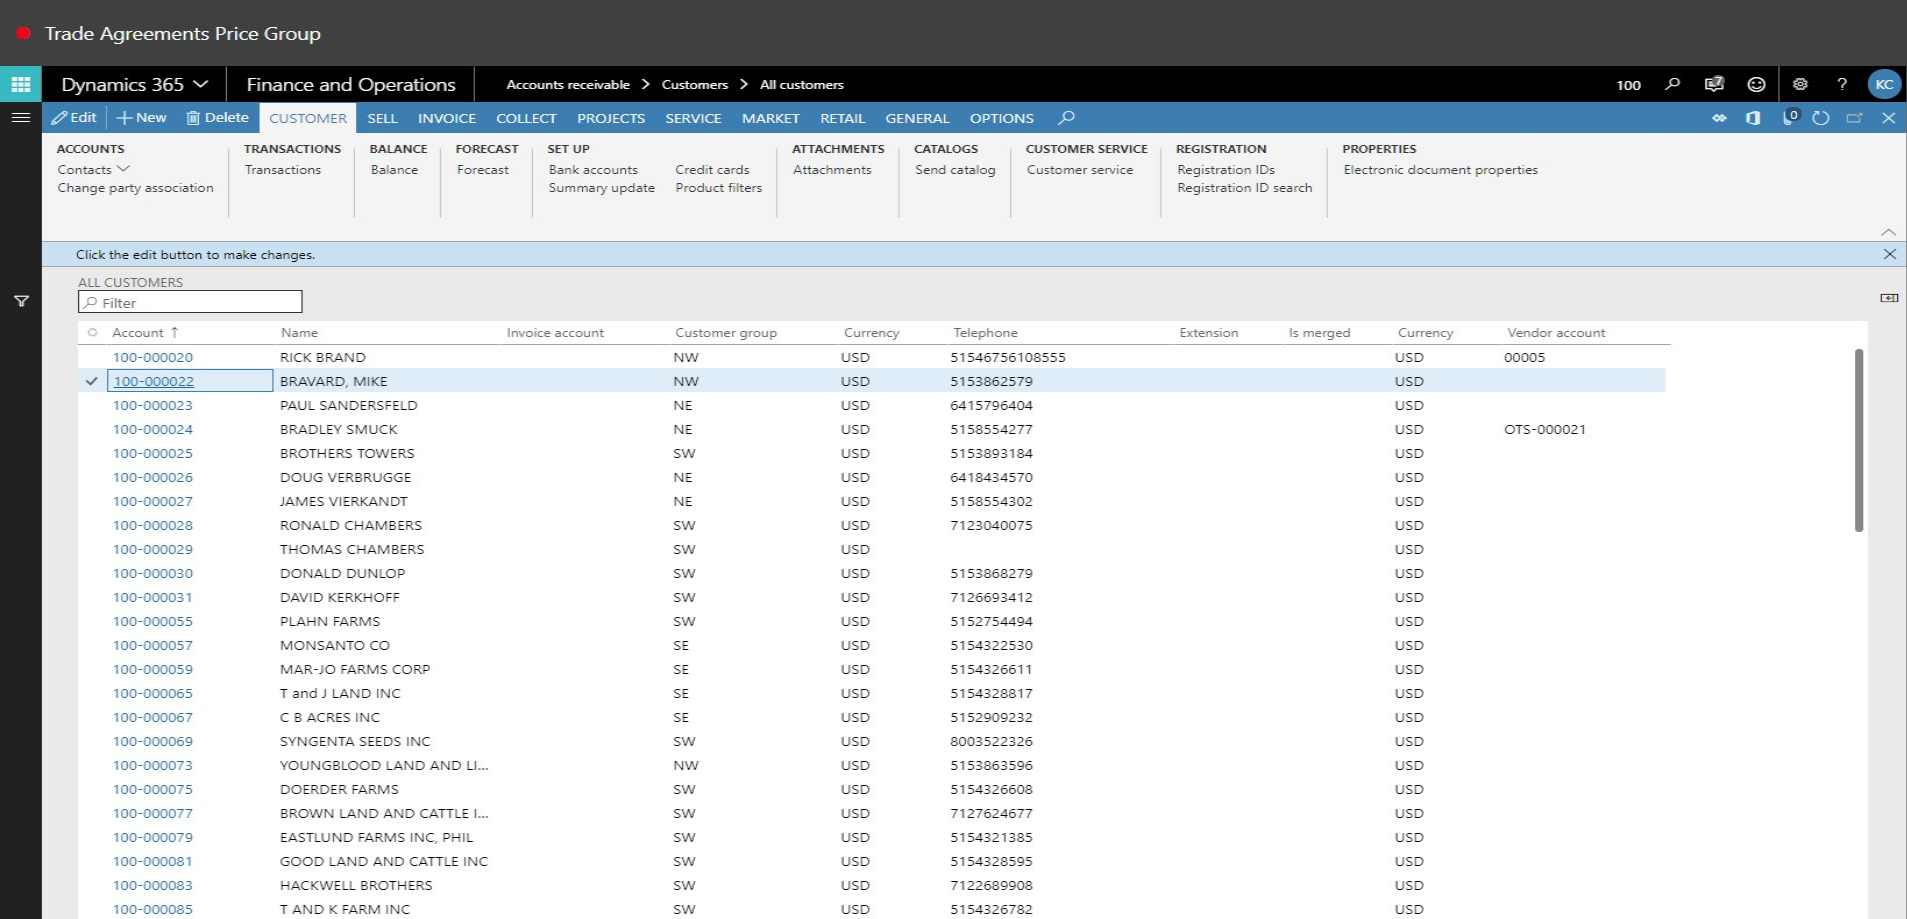 Trade Agreements Price Group
Dynamics 365 Finance and Operations Accounts receivable > Customers > All customers 100 7 ? KC
Edit + New Delete CUSTOMER SELL INVOICE COLLECT PROJECTS SERVICE MARKET RETAIL GENERAL OPTIONS 0
ACCOUNTS TRANSACTIONS BALANCE FORECAST SET UP ATTACHMENTS CATALOGS CUSTOMER SERVICE REGISTRATION PROPERTIES
Contacts Transactions Balance Forecast Bank accounts Credit cards Attachments Send catalog Customer service Registration IDs Electronic document properties
Change party association Summary update Product filters Registration ID search
Click the edit button to make changes.
ALL CUSTOMERS
Filter
Account ↑ Name Invoice account Customer group Currency Telephone Extension Is merged Currency Vendor account
100-000020 RICK BRAND NW USD 51546756108555 USD 00005
100-000022 BRAVARD, MIKE NW USD 5153862579 USD
100-000023 PAUL SANDERSFELD NE USD 6415796404 USD
100-000024 BRADLEY SMUCK NE USD 5158554277 USD OTS-000021
100-000025 BROTHERS TOWERS SW USD 5153893184 USD
100-000026 DOUG VERBRUGGE NE USD 6418434570 USD
100-000027 JAMES VIERKANDT NE USD 5158554302 USD
100-000028 RONALD CHAMBERS SW USD 7123040075 USD
100-000029 THOMAS CHAMBERS SW USD USD
100-000030 DONALD DUNLOP SW USD 5153868279 USD
100-000031 DAVID KERKHOFF SW USD 7126693412 USD
100-000055 PLAHN FARMS SW USD 5152754494 USD
100-000057 MONSANTO CO SE USD 5154322530 USD
100-000059 MAR-JO FARMS CORP SE USD 5154326611 USD
100-000065 T and J LAND INC SE USD 5154328817 USD
100-000067 C B ACRES INC SE USD 5152909232 USD
100-000069 SYNGENTA SEEDS INC SW USD 8003522326 USD
100-000073 YOUNGBLOOD LAND AND LI... NW USD 5153863596 USD
100-000075 DOERDER FARMS SW USD 5154326608 USD
100-000077 BROWN LAND AND CATTLE I... SW USD 7127624677 USD
100-000079 EASTLUND FARMS INC, PHIL SW USD 5154321385 USD
100-000081 GOOD LAND AND CATTLE INC SW USD 5154328595 USD
100-000083 HACKWELL BROTHERS SW USD 7122689908 USD
100-000085 T AND K FARM INC SW USD 5154326782 USD